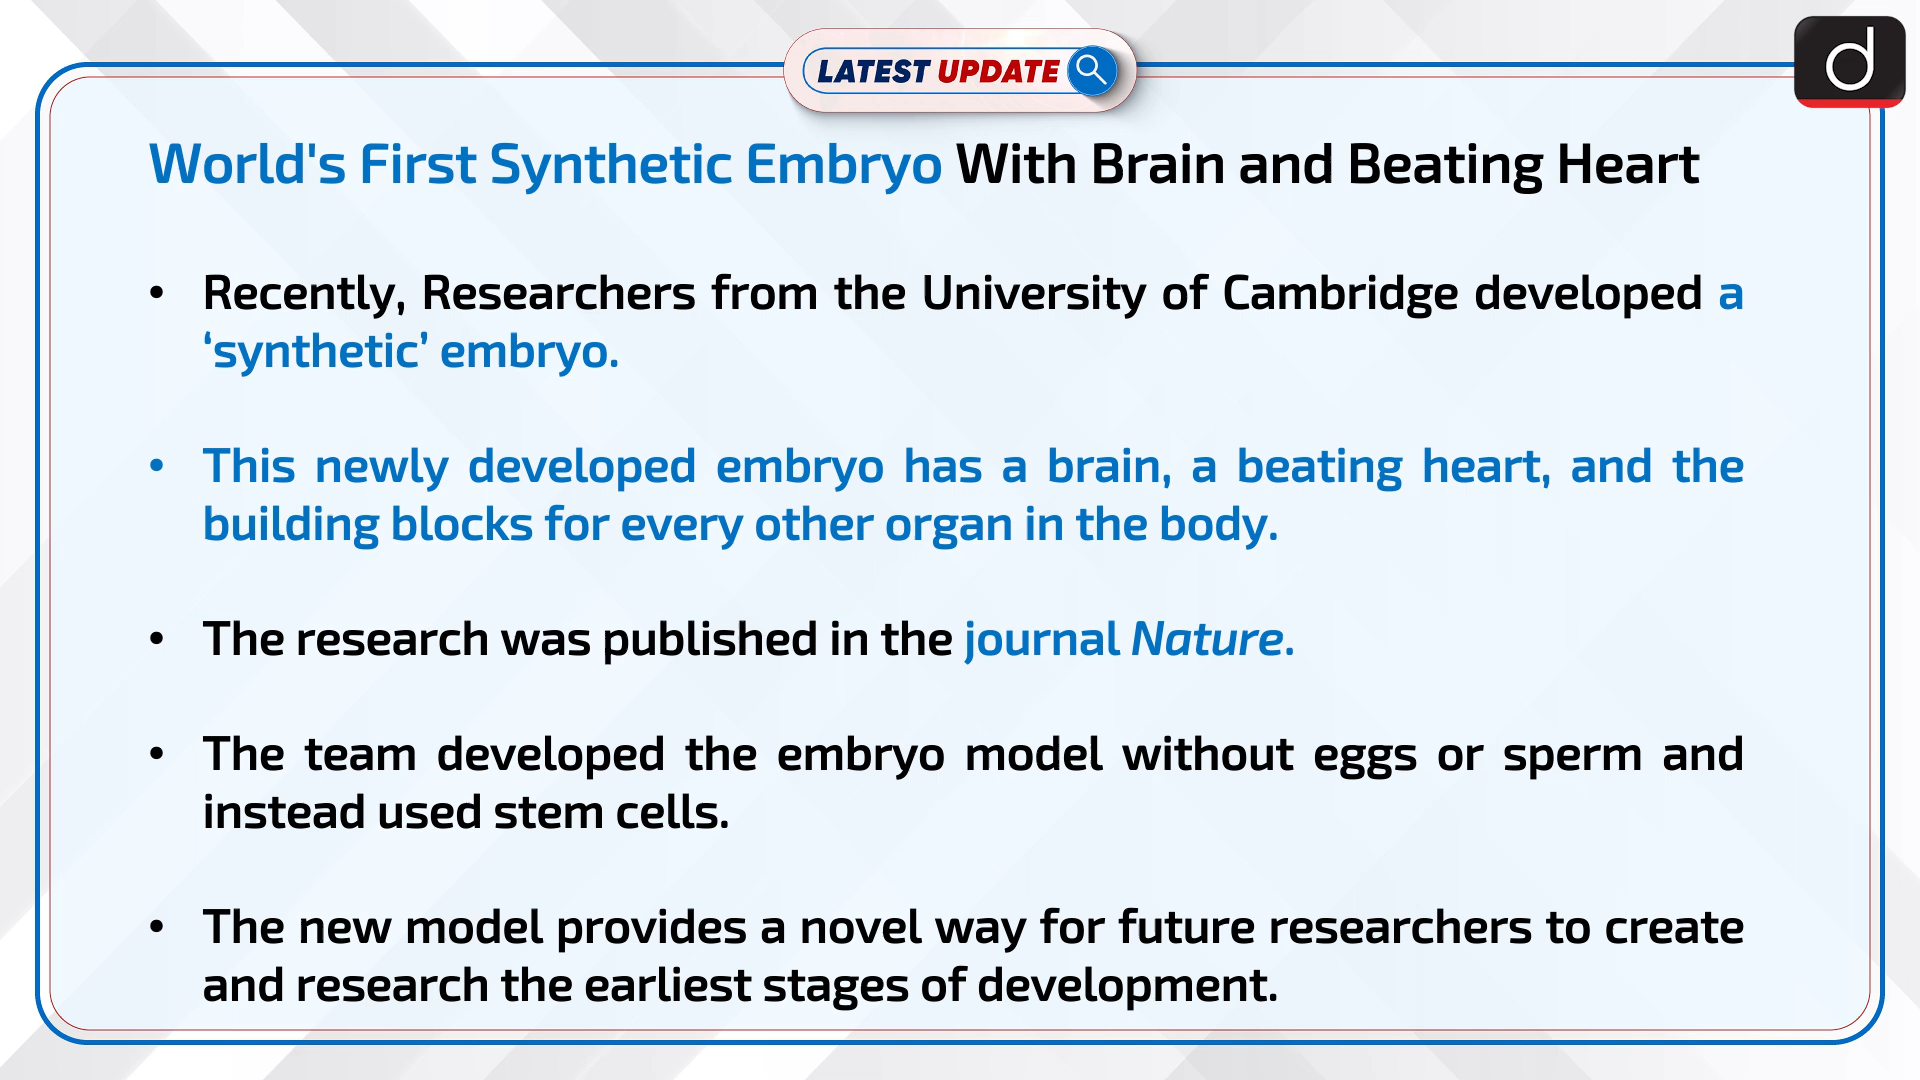 LATEST UPDATE
d
World's First Synthetic Embryo With Brain and Beating Heart
• Recently, Researchers from the University of Cambridge developed a
‘synthetic’ embryo.
• This newly developed embryo has a brain, a beating heart, and the
building blocks for every other organ in the body.
• The research was published in the journal Nature.
• The team developed the embryo model without eggs or sperm and
instead used stem cells.
• The new model provides a novel way for future researchers to create
and research the earliest stages of development.